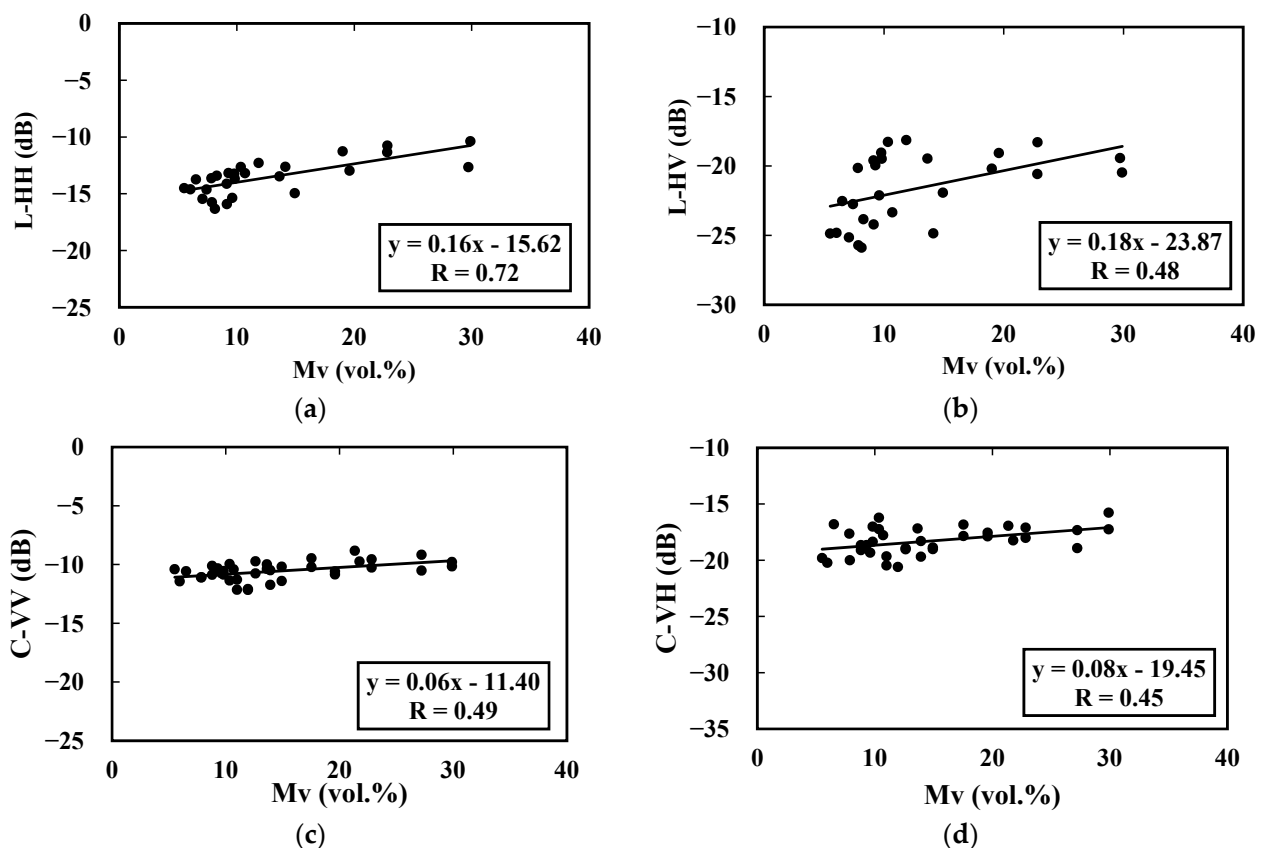 0
−5
−10
−15
−20
−25
L-HH (dB)
y = 0.16x - 15.62
R = 0.72
0 10 20 30 40
Mv (vol.%)
(a)
−10
−15
−20
−25
−30
L-HV (dB)
y = 0.18x - 23.87
R = 0.48
0 10 20 30 40
Mv (vol.%)
(b)
0
−5
−10
−15
−20
−25
C-VV (dB)
y = 0.06x - 11.40
R = 0.49
0 10 20 30 40
Mv (vol.%)
(c)
−10
−15
−20
−25
−30
−35
C-VH (dB)
y = 0.08x - 19.45
R = 0.45
0 10 20 30 40
Mv (vol.%)
(d)